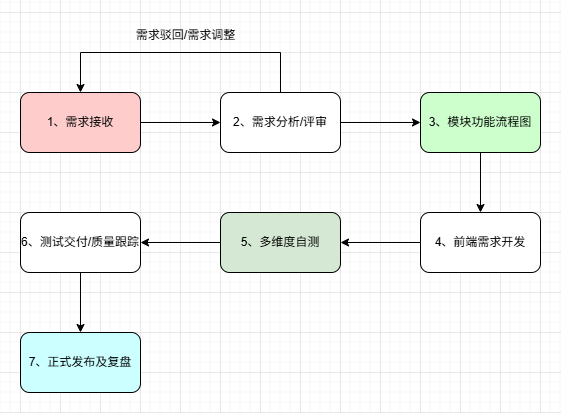 需求驳回/需求调整
1、需求接收
2、需求分析/评审
3、模块功能流程图
4、前端需求开发
5、多维度自测
6、测试交付/质量跟踪
7、正式发布及复盘